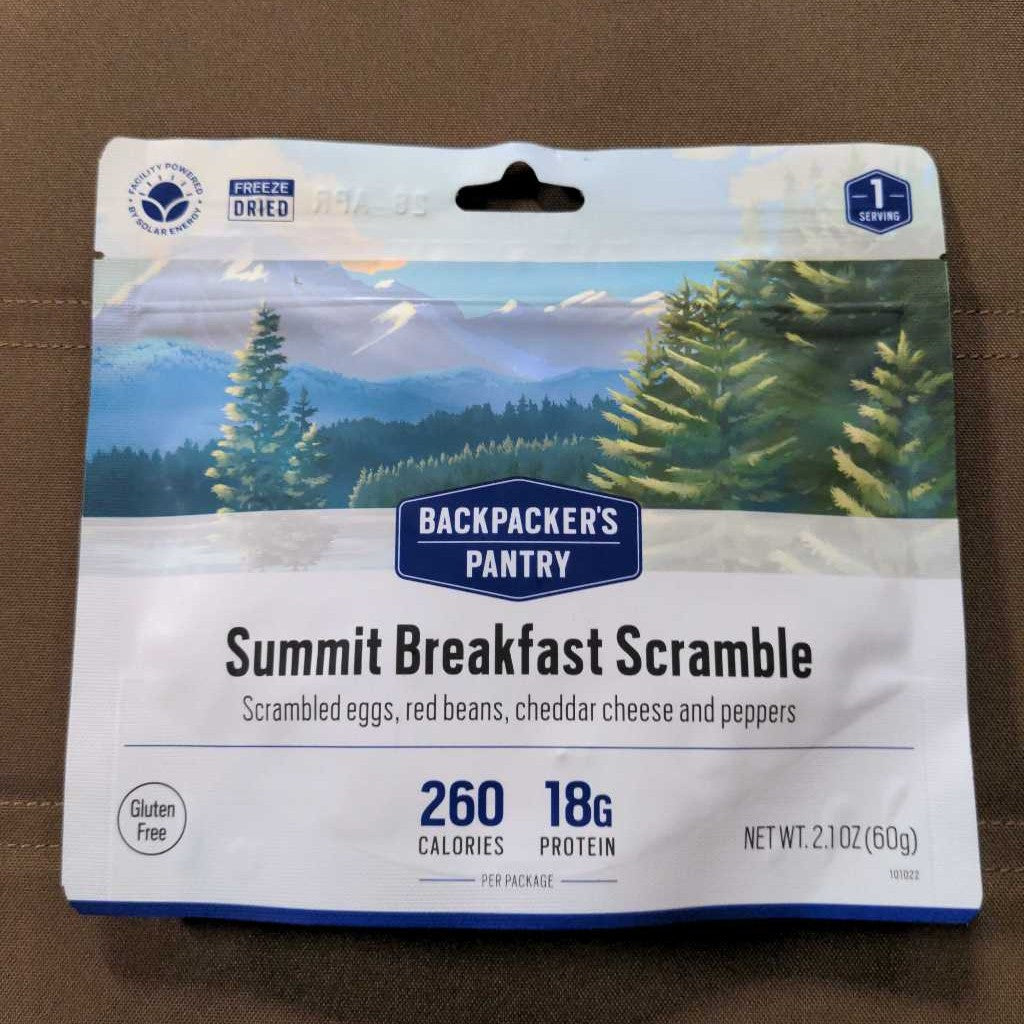 FACILITY POWERED
BY SOLAR ENERGY
FREEZE
DRIED
1
SERVING
BACKPACKER'S
PANTRY
Summit Breakfast Scramble
Scrambled eggs, red beans, cheddar cheese and peppers
Gluten
Free
260 18G
CALORIES PROTEIN
PER PACKAGE
NET WT. 2.1 OZ (60g)
101022